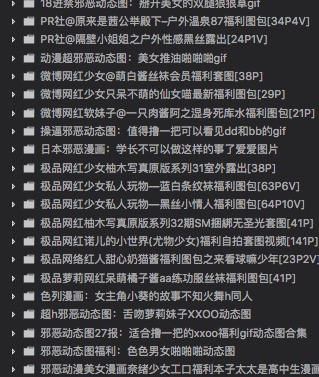 18进禁邪恶动态图：掰开美女的双腿狠狠草gif
PR社@原来是茜公举殿下–户外温泉87福利图包[34P4V]
PR社@隔壁小姐姐之户外性感黑丝露出[24P1V]
动漫超邪恶动态图：美女推油啪啪啪gif
微博网红少女@萌白酱丝袜会员福利套图[38P]
微博网红少女只呆不萌的仙女喵最新福利图包[29P]
微博网红软妹子@一只肉酱阿之湿身死库水福利图包[21P]
操逼邪恶动态图：值得撸一把可以看见dd和bb的gif
日本邪恶漫画：学长不可以做这样的事了爱爱图片
极品网红少女柚木写真原版系列31室外露出[38P]
极品网红少女私人玩物—蓝白条纹袜福利图包[63P6V]
极品网红少女私人玩物—黑丝小情人福利图包[64P10V]
极品网红柚木写真原版系列32期SM捆绑无圣光套图[41P]
极品网红诺儿的小世界(尤物少女)福利自拍套图视频[141P]
极品网络红人甜心奶猫酱福利图包之来看球嘛少年[23P2V]
极品萝莉网红呆萌橘子酱aa练功服丝袜福利图包[41P]
色列漫画：女主角小葵的故事不知火舞h同人
超h邪恶动态图：舌吻萝莉妹子XXOO动态图
邪恶动态图27报：适合撸一把的xxoo福利gif动态图合集
邪恶动态图福利：色色男女啪啪啪动态图
邪恶动漫美女漫画奈绪少女工口福利本子太太是高中生漫画